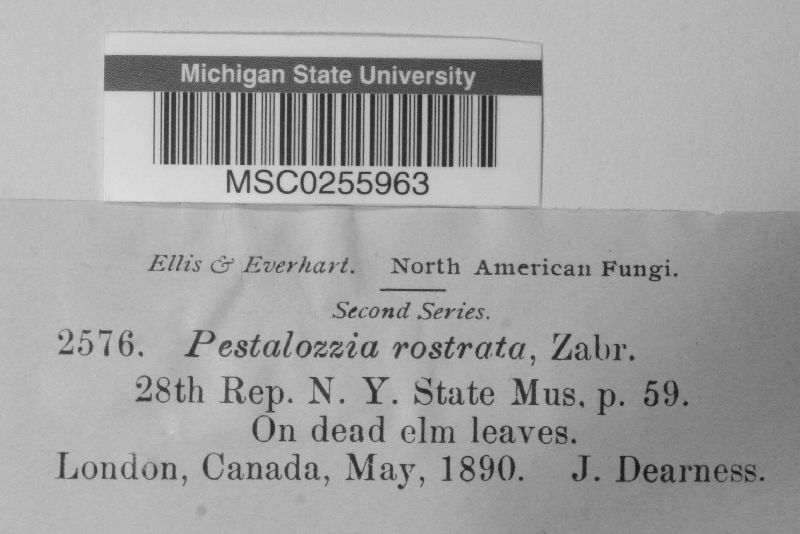 Michigan State University
MSC0255963
Ellis & Everhart. North American Fungi.
Second Series.
2576. Pestalozzia rostrata, Zabr.
28th Rep. N. Y. State Mus. p. 59.
On dead elm leaves.
London, Canada, May, 1890. J. Dearness.